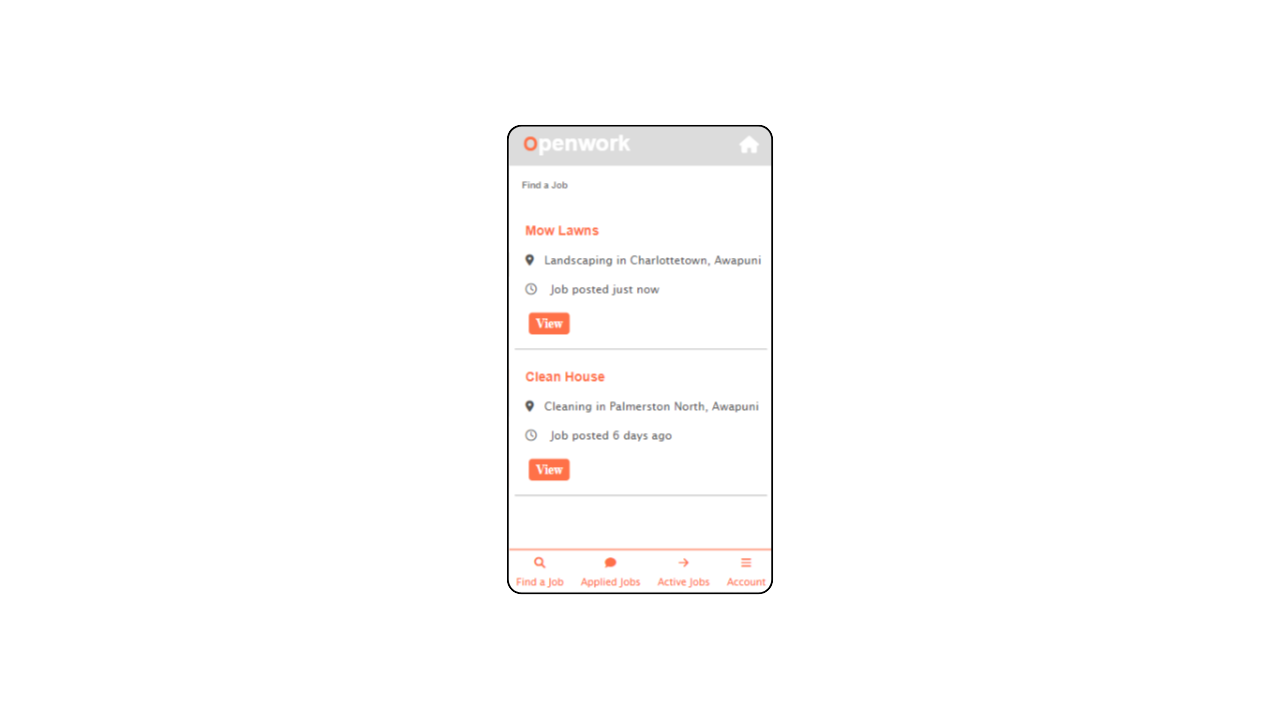 Openwork
Find a Job
Mow Lawns
Landscaping in Charlottetown, Awapuni
Job posted just now
View
Clean House
Cleaning in Palmerston North, Awapuni
Job posted 6 days ago
View
Find a Job Applied Jobs Active Jobs Account